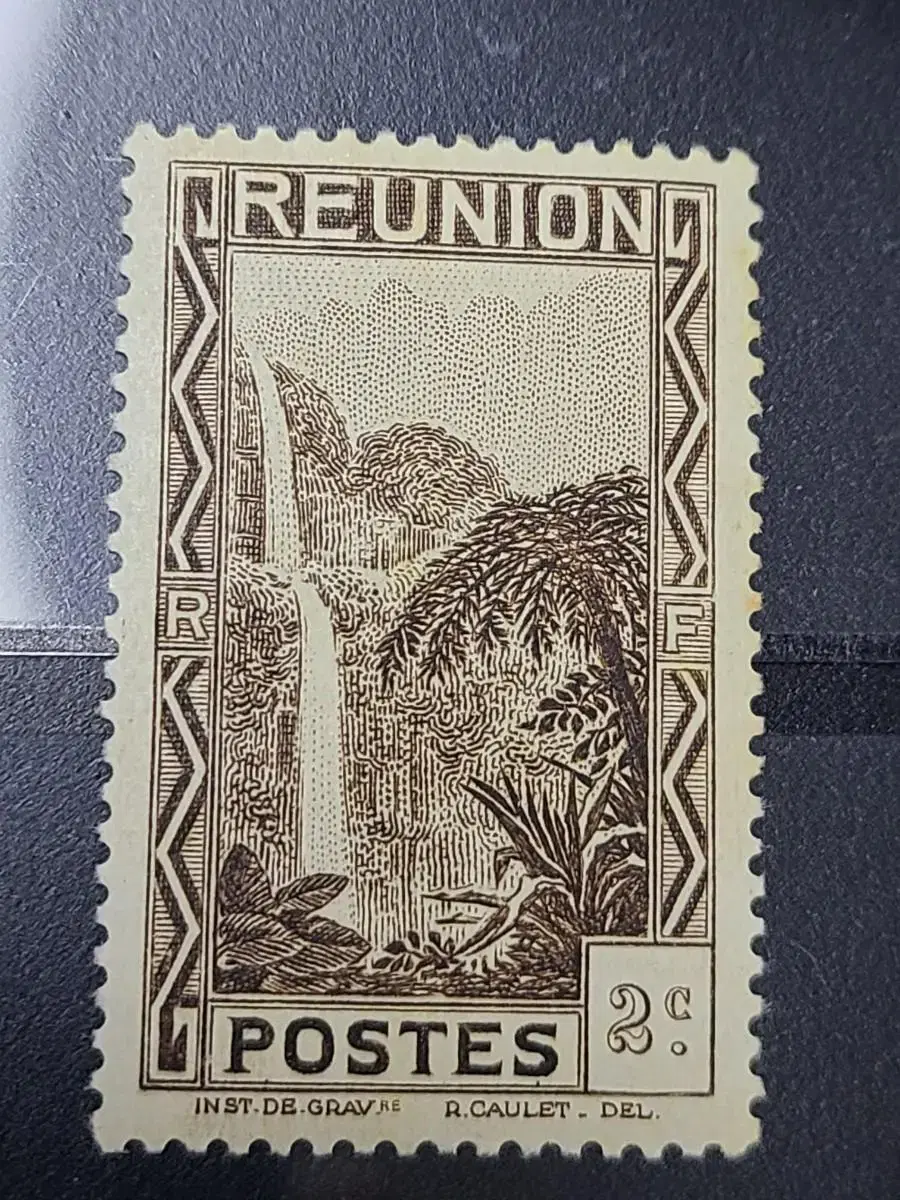 REUNION
R F
2c.
POSTES
INST-DE-GRAVRE R.CAULET - DEL.